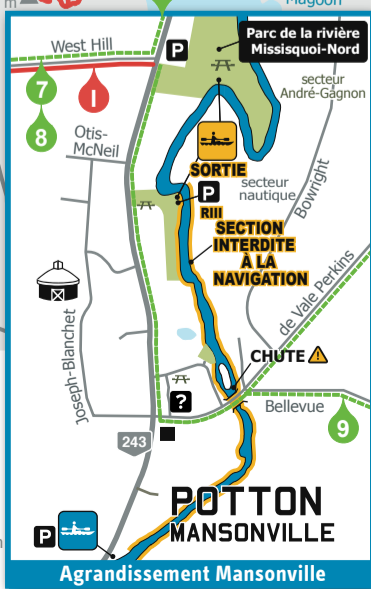 Magoon
West Hill
P
Parc de la rivière
Missisquoi-Nord
secteur
André-Gagnon
7
I
8
Otis-
McNeil
SORTIE
P
secteur
nautique
Bowright
RIII
SECTION
INTERDITE
À LA
NAVIGATION
de Vale Perkins
Joseph-Blanchet
CHUTE
?
Bellevue
9
243
POTTON
MANSONVILLE
P
Agrandissement Mansonville